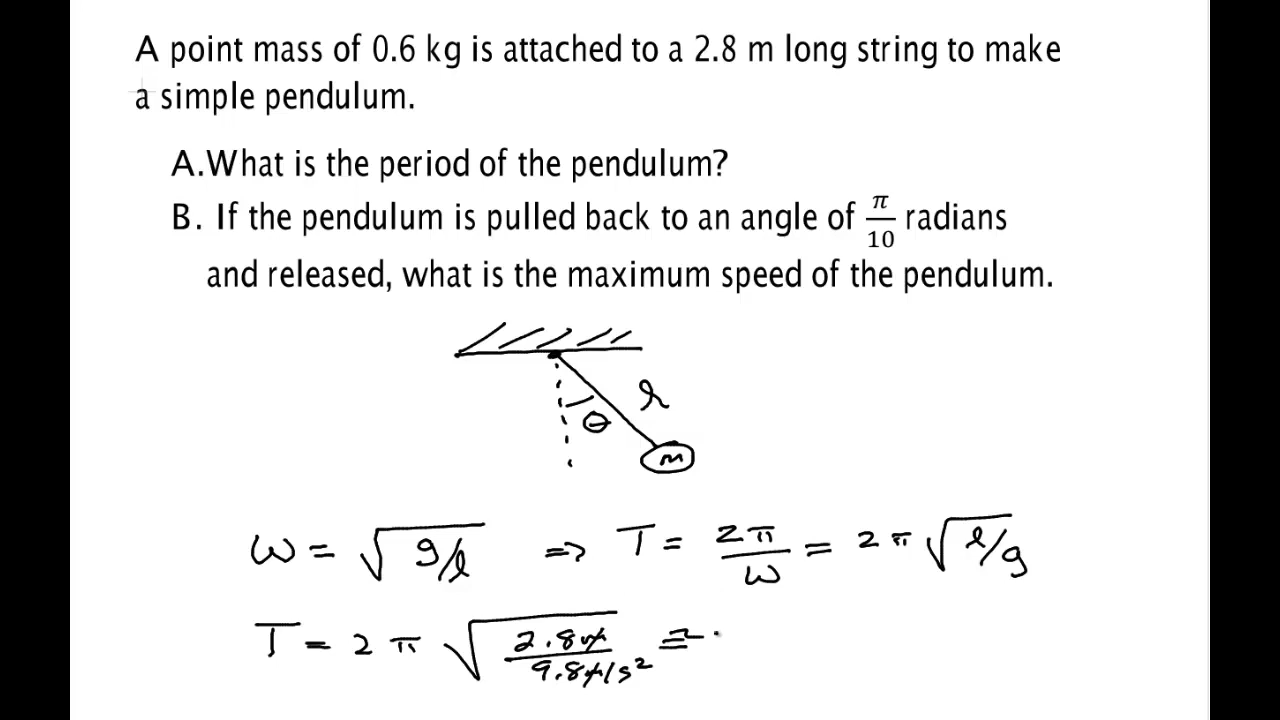 A point mass of 0.6 kg is attached to a 2.8 m long string to make
a simple pendulum.
A.What is the period of the pendulum?
B. If the pendulum is pulled back to an angle of π/10 radians
and released, what is the maximum speed of the pendulum.
l
θ
m
ω = √g/l ⇒ T = 2π/ω = 2π √l/g
T = 2π √2.8m/9.8m/s² =